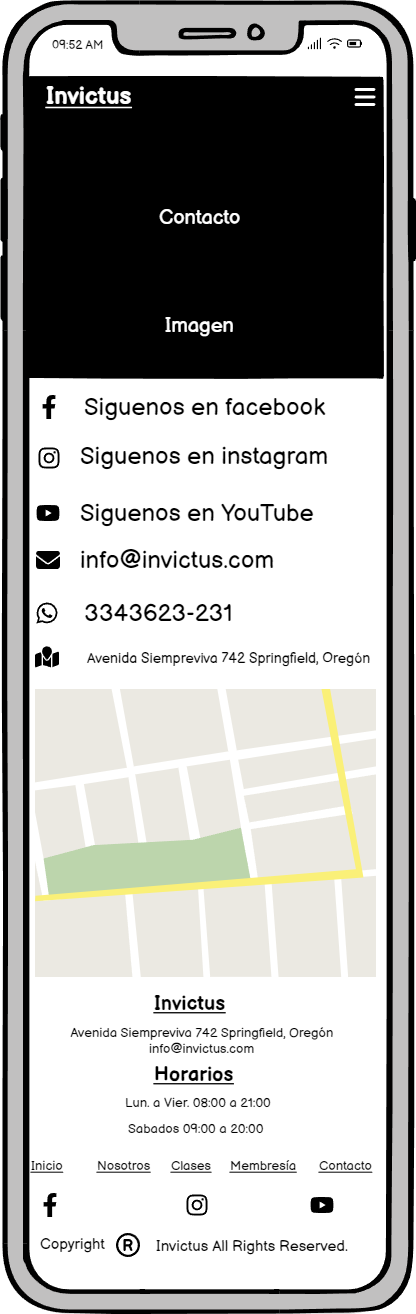 09:52 AM
Invictus
Contacto
Imagen
Siguenos en facebook
Siguenos en instagram
Siguenos en YouTube
info@invictus.com
3343623-231
Avenida Siempreviva 742 Springfield, Oregón
Invictus
Avenida Siempreviva 742 Springfield, Oregón
info@invictus.com
Horarios
Lun. a Vier. 08:00 a 21:00
Sabados 09:00 a 20:00
Inicio Nosotros Clases Membresía Contacto
Copyright ® Invictus All Rights Reserved.